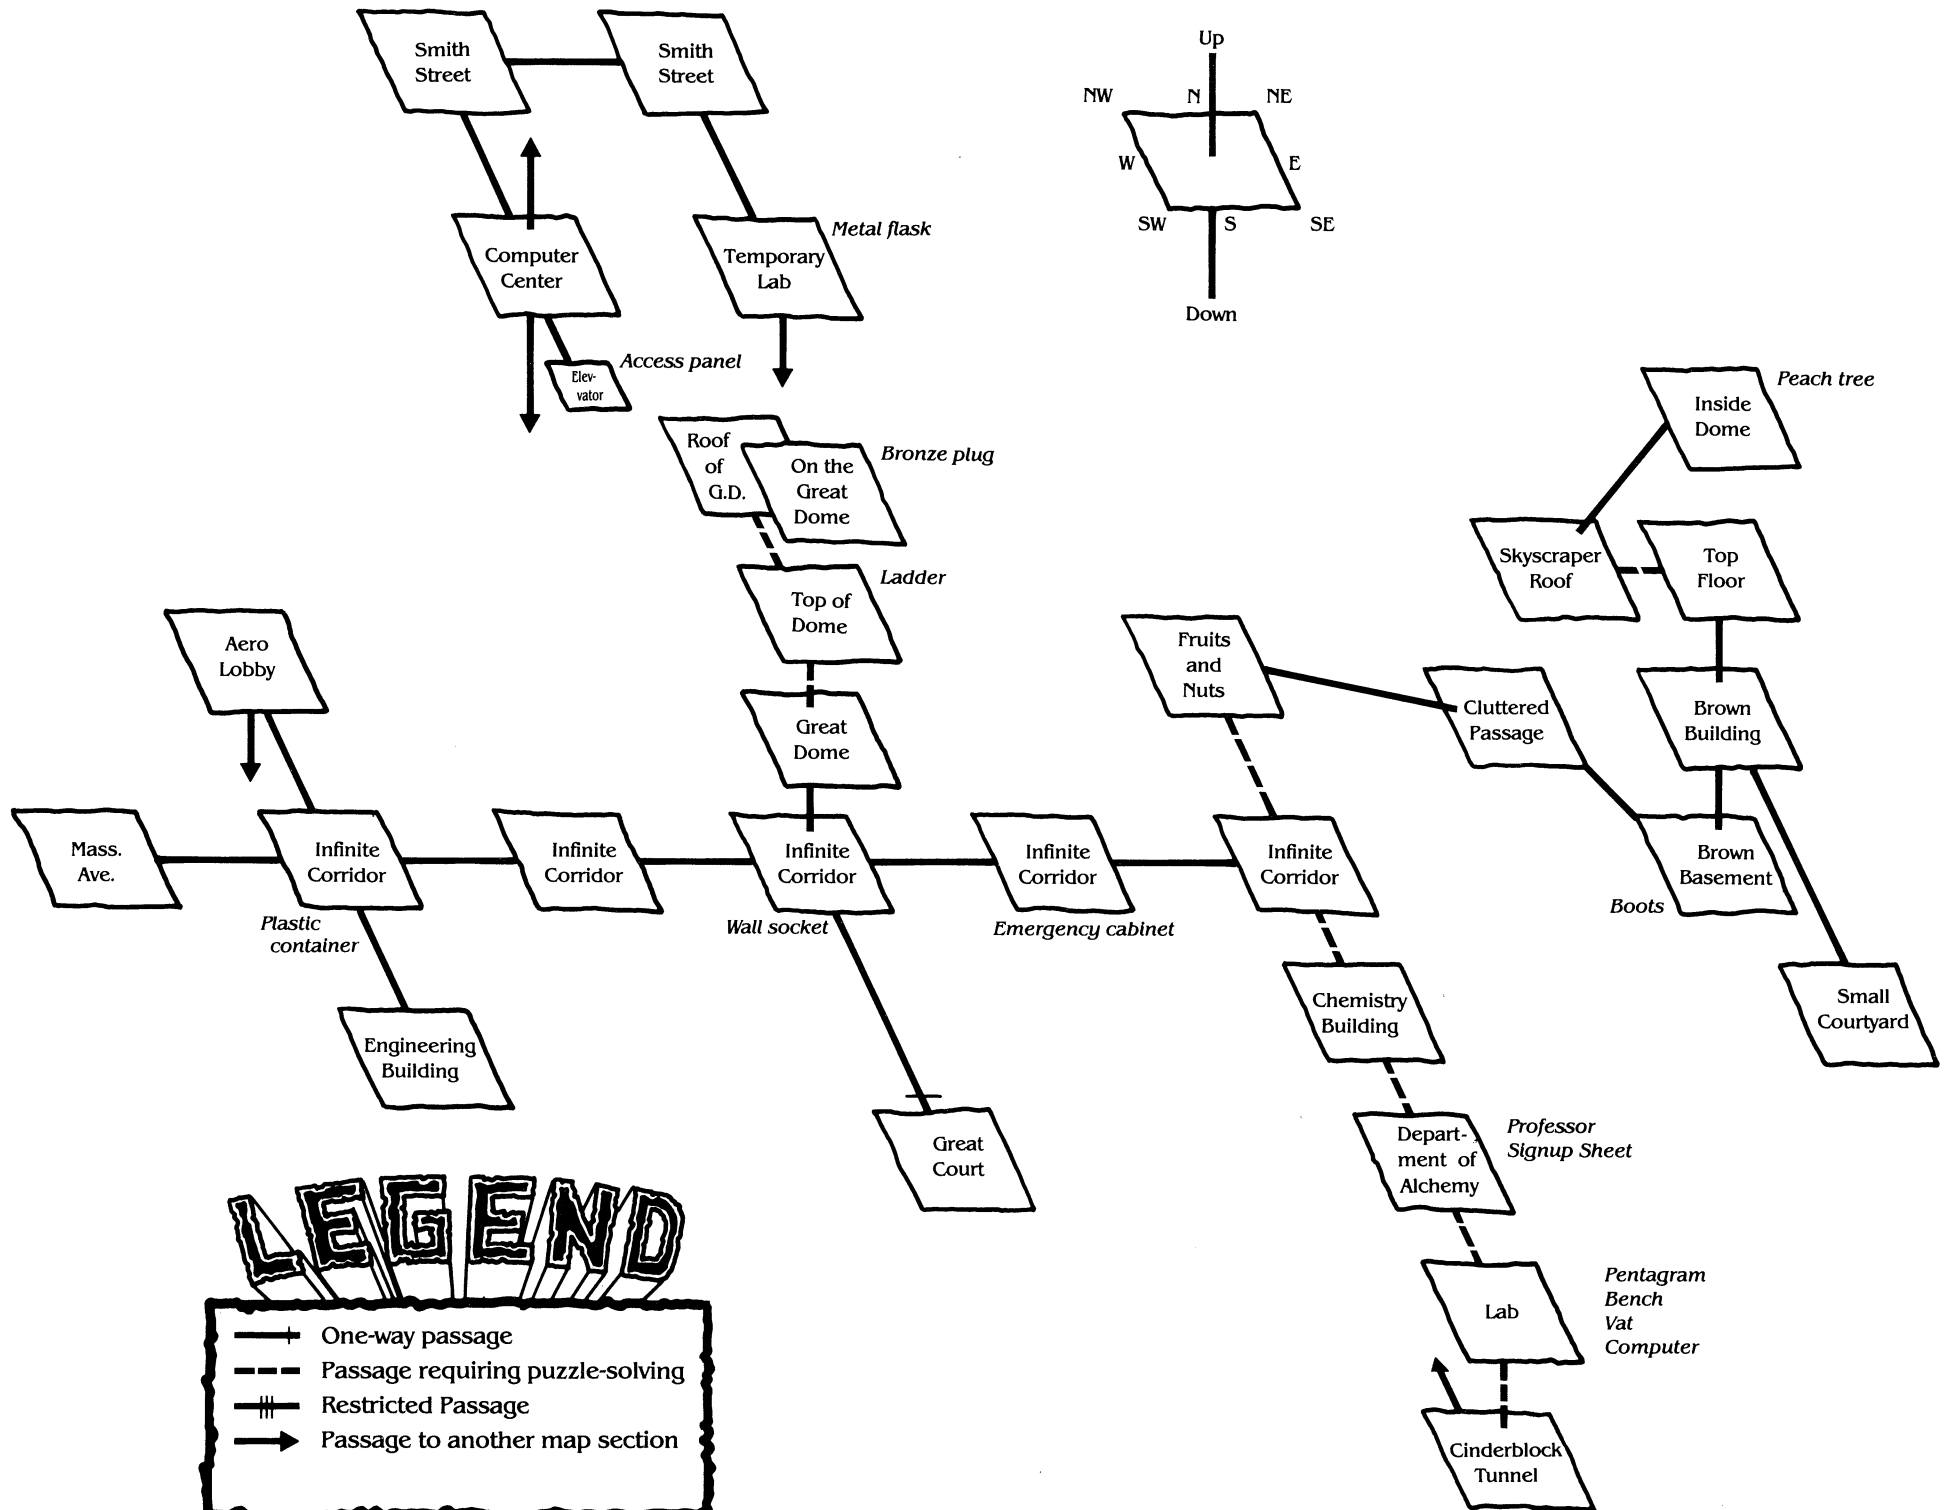 Smith
Street
Smith
Street
Up
NW
N
NE
W
E
SW
S
SE
Down
Computer
Center
Metal flask
Temporary
Lab
Access panel
Elev-
vator
Roof
of
G.D.
On the
Great
Dome
Bronze plug
Inside
Dome
Peach tree
Skyscraper
Roof
Top
Floor
Top of
Dome
Ladder
Aero
Lobby
Fruits
and
Nuts
Great
Dome
Cluttered
Passage
Brown
Building
Mass.
Ave.
Infinite
Corridor
Infinite
Corridor
Infinite
Corridor
Infinite
Corridor
Infinite
Corridor
Brown
Basement
Plastic
container
Wall socket
Emergency cabinet
Boots
Engineering
Building
Chemistry
Building
Small
Courtyard
Great
Court
Depart-
ment of
Alchemy
Professor
Signup Sheet
Lab
Pentagram
Bench
Vat
Computer
Cinderblock
Tunnel
LEGEND
One-way passage
Passage requiring puzzle-solving
Restricted Passage
Passage to another map section